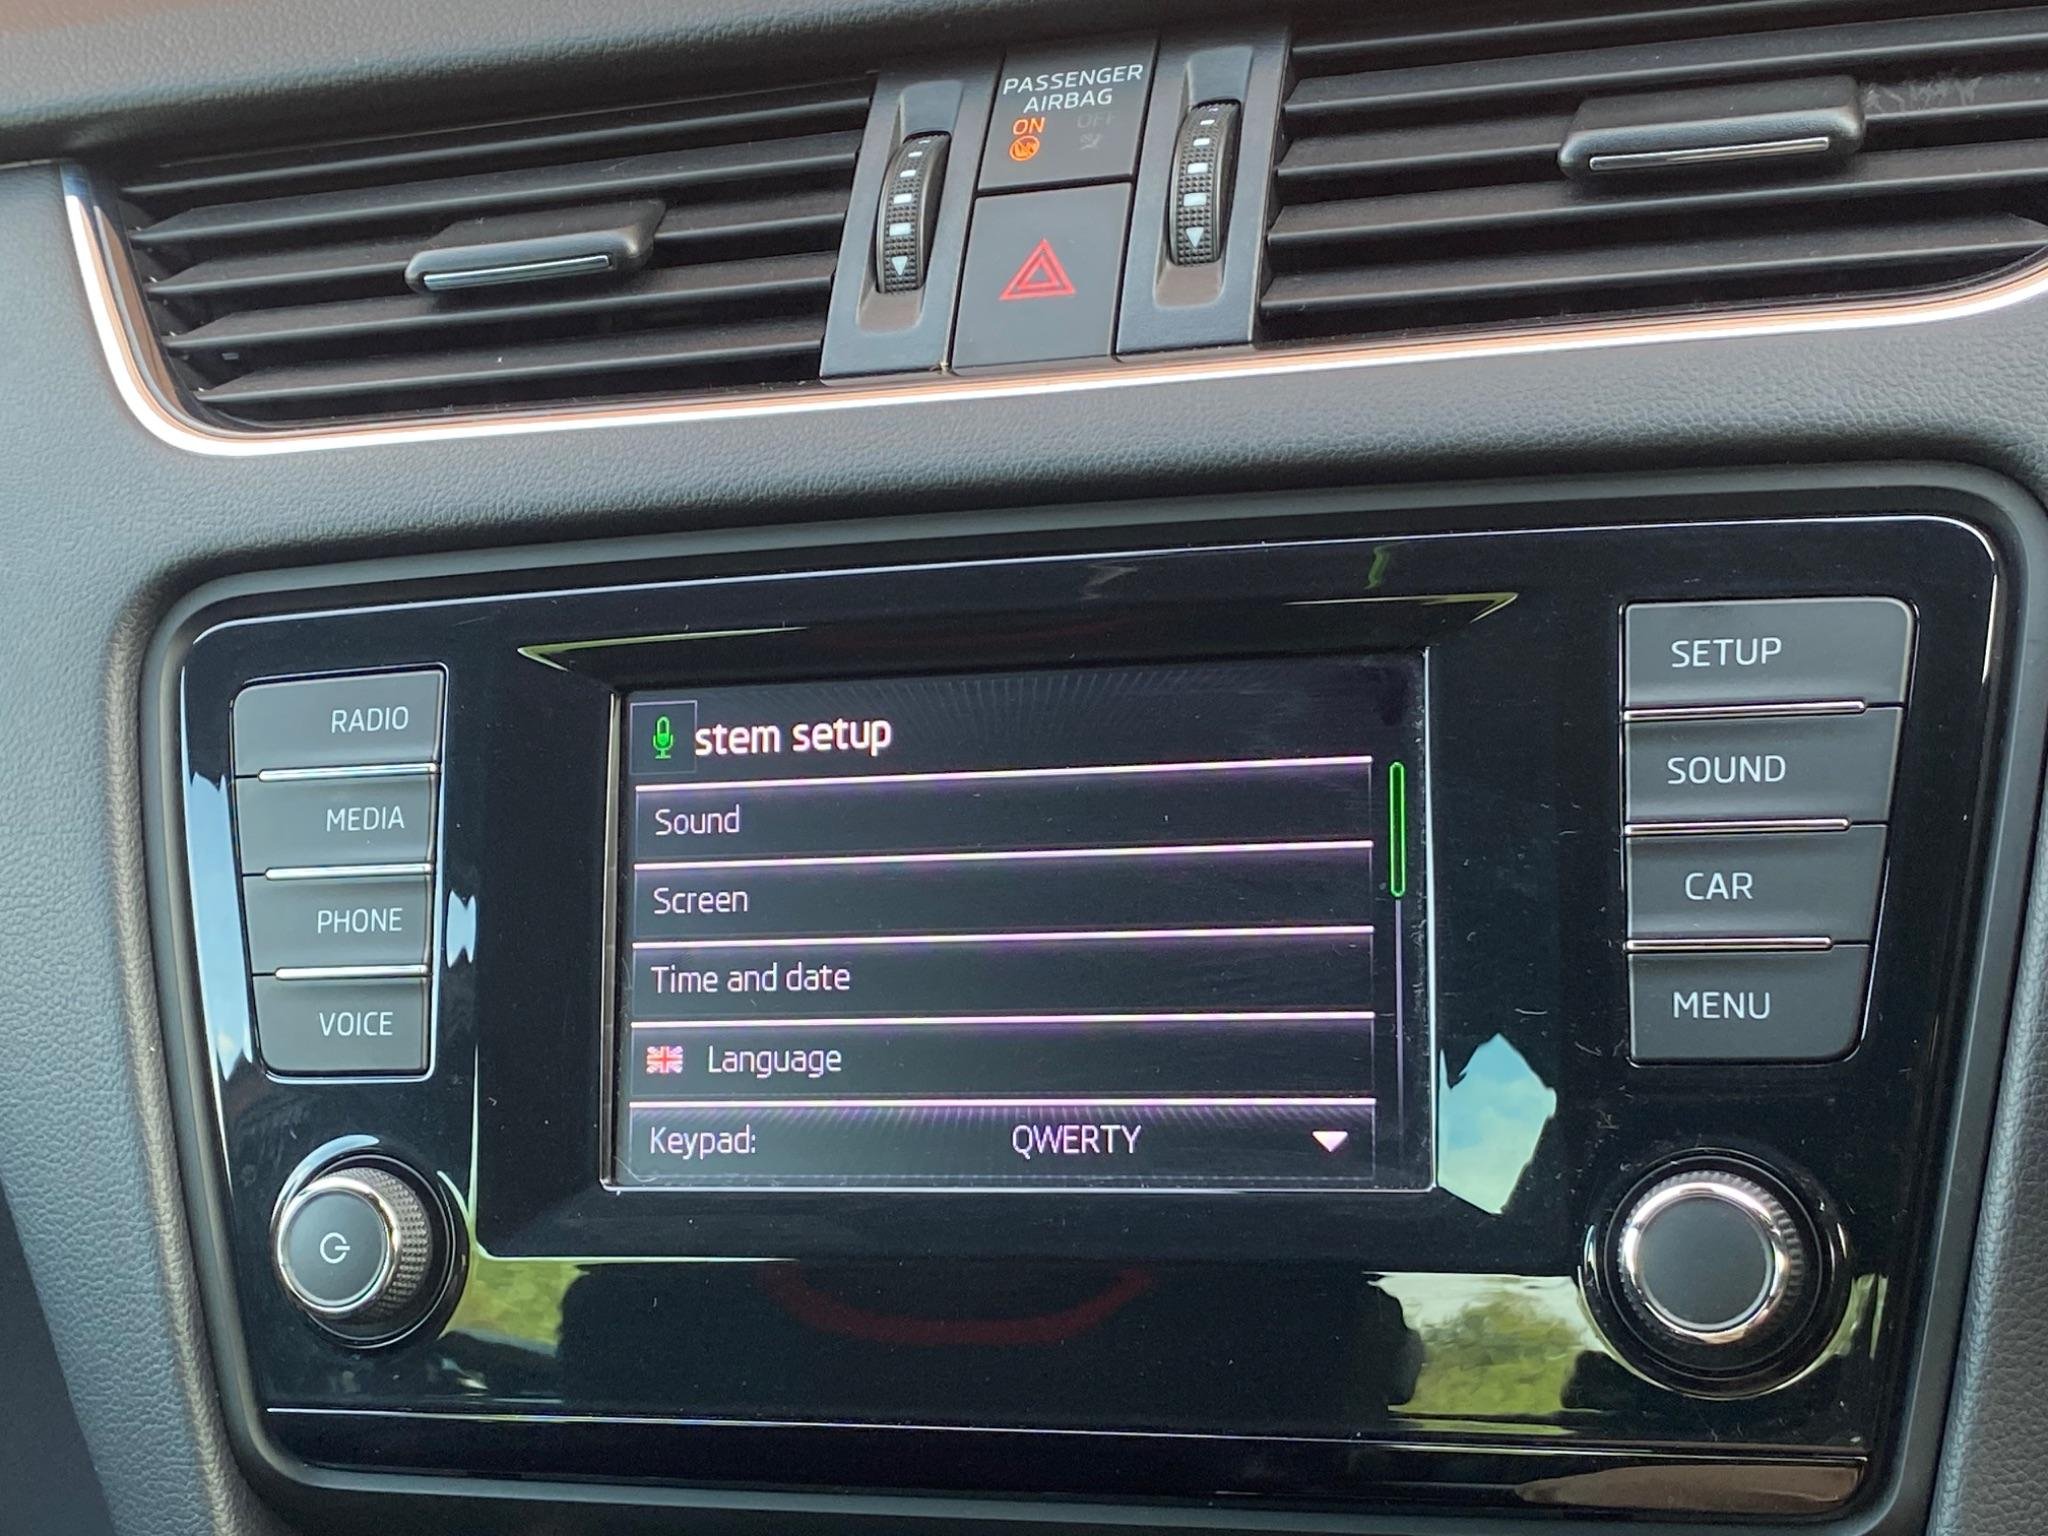 PASSENGER
AIRBAG
ON OFF
RADIO
MEDIA
PHONE
VOICE
stem setup
Sound
Screen
Time and date
Language
Keypad: QWERTY
SETUP
SOUND
CAR
MENU